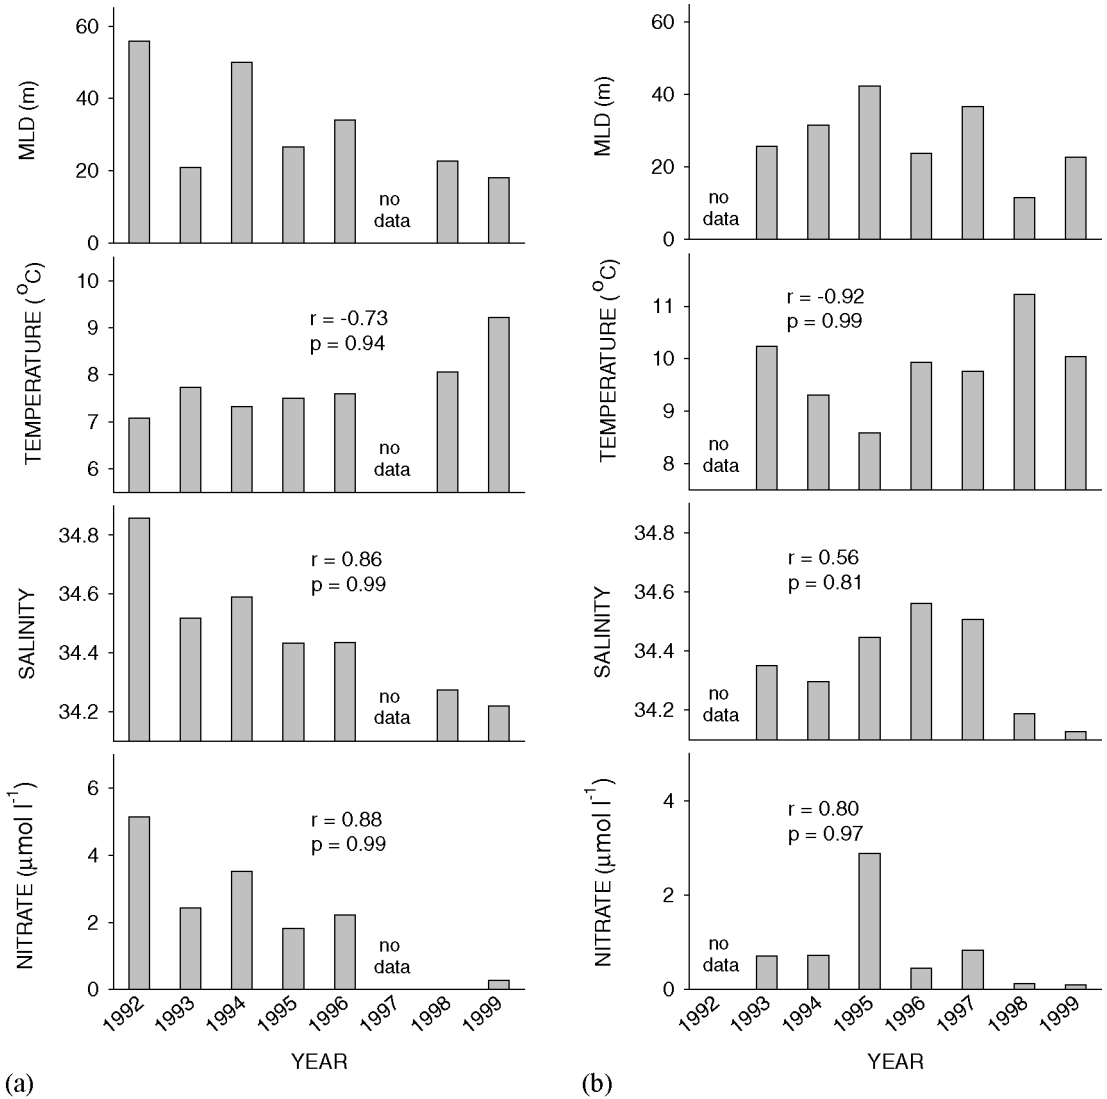 60
40
20
0
MLD (m)
no
data
10
9
8
7
6
TEMPERATURE (°C)
r = -0.73
p = 0.94
no
data
34.8
34.6
34.4
34.2
SALINITY
r = 0.86
p = 0.99
no
data
6
4
2
0
NITRATE (µmol l⁻¹)
r = 0.88
p = 0.99
no
data
1992
1993
1994
1995
1996
1997
1998
1999
YEAR
(a)
60
40
20
0
MLD (m)
no
data
11
10
9
8
TEMPERATURE (°C)
r = -0.92
p = 0.99
no
data
34.8
34.6
34.4
34.2
SALINITY
r = 0.56
p = 0.81
no
data
4
2
0
NITRATE (µmol l⁻¹)
r = 0.80
p = 0.97
no
data
1992
1993
1994
1995
1996
1997
1998
1999
YEAR
(b)